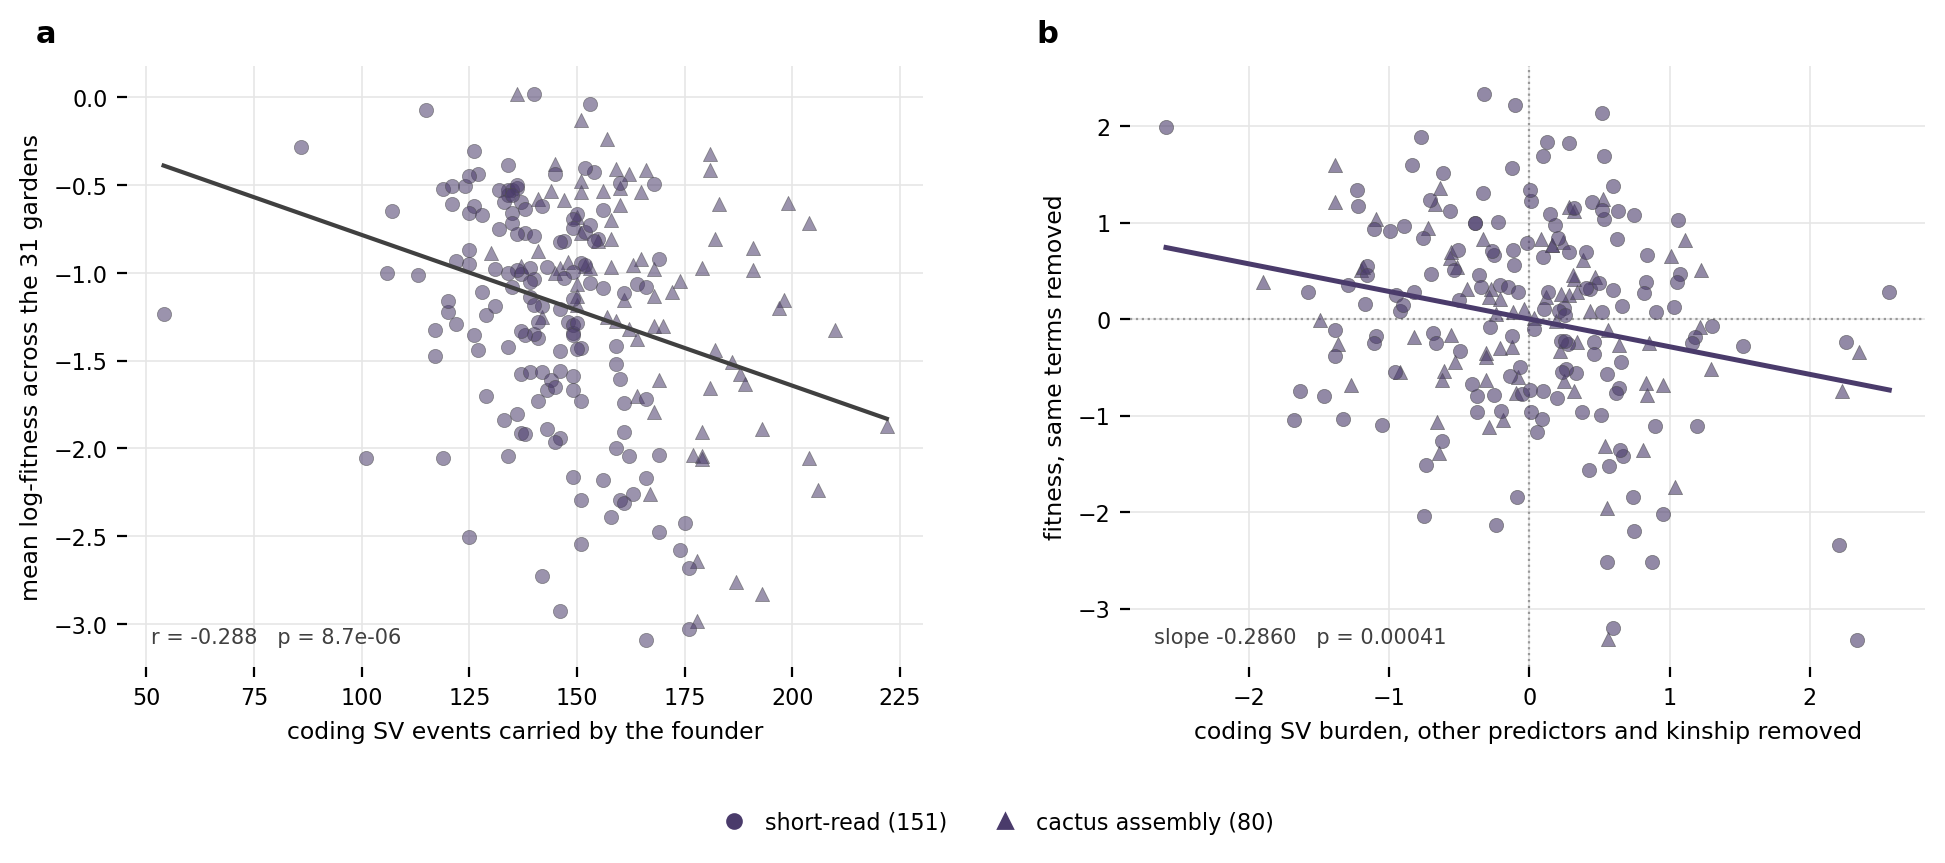 a
mean log-fitness across the 31 gardens
0.0
−0.5
−1.0
−1.5
−2.0
−2.5
−3.0
r = -0.288 p = 8.7e-06
50 75 100 125 150 175 200 225
coding SV events carried by the founder
b
fitness, same terms removed
2
1
0
−1
−2
−3
slope -0.2860 p = 0.00041
−2 −1 0 1 2
coding SV burden, other predictors and kinship removed
short-read (151) cactus assembly (80)